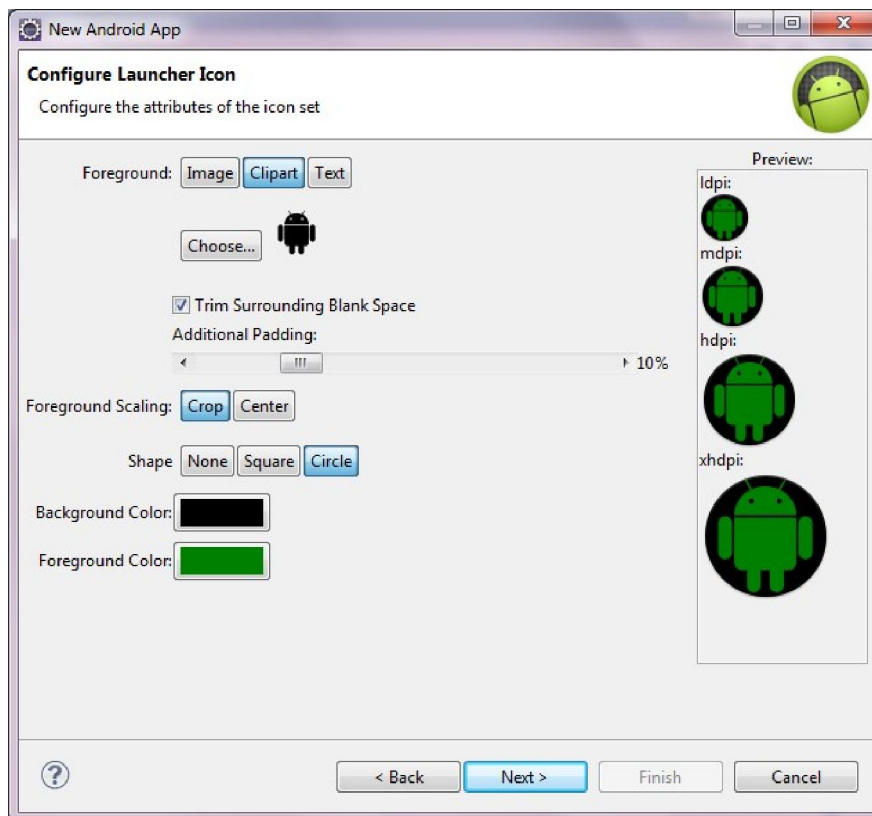 New Android App
Configure Launcher Icon
Configure the attributes of the icon set
Foreground: Image Clipart Text
Choose...
Trim Surrounding Blank Space
Additional Padding:
10%
Foreground Scaling: Crop Center
Shape None Square Circle
Background Color:
Foreground Color:
Preview:
ldpi:
mdpi:
hdpi:
xhdpi:
? < Back Next > Finish Cancel